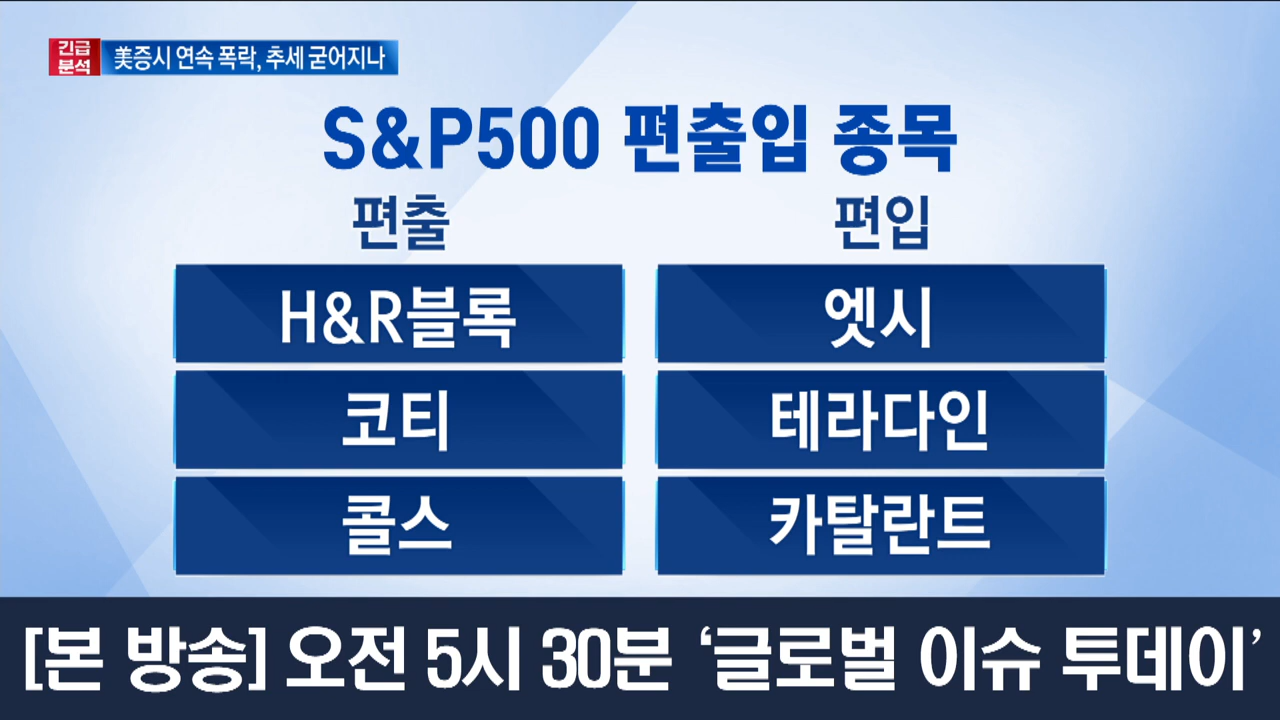 긴급
분석
美증시 연속 폭락, 추세 굳어지나
S&P500 편출입 종목
편출
편입
H&R블록
엣시
코티
테라다인
콜스
카탈란트
[본 방송] 오전 5시 30분 ‘글로벌 이슈 투데이’